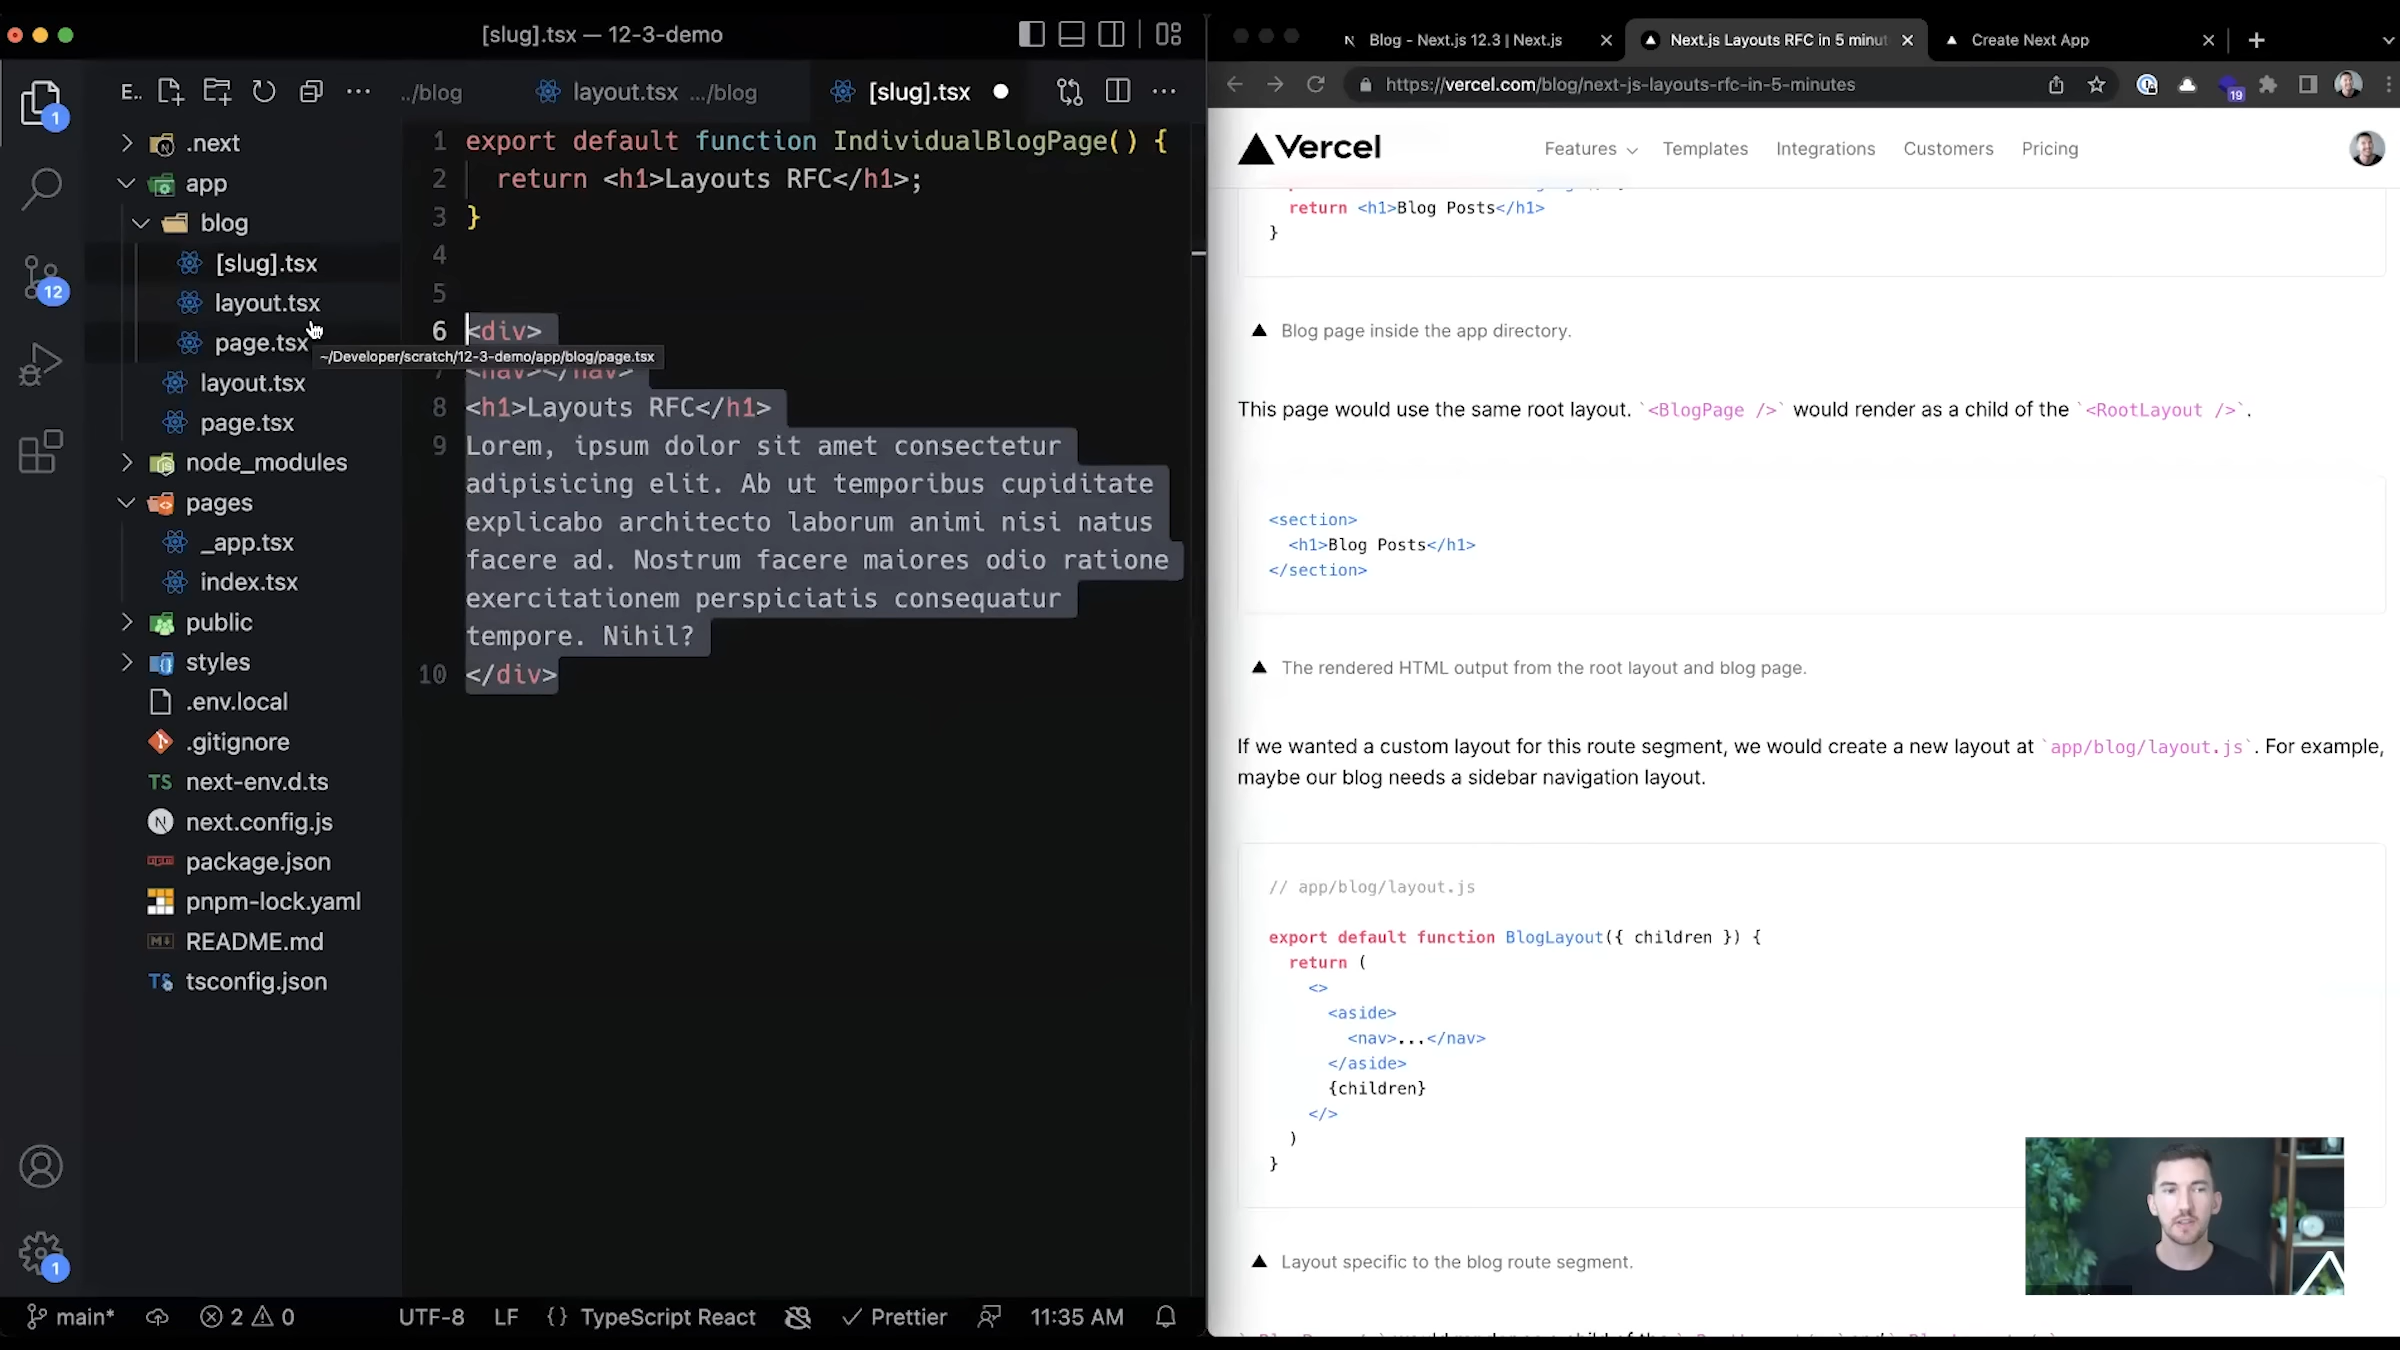 [slug].tsx — 12-3-demo
E..
../blog
layout.tsx .../blog
[slug].tsx
1
12
1
.next
app
blog
[slug].tsx
layout.tsx
page.tsx
layout.tsx
page.tsx
node_modules
pages
_app.tsx
index.tsx
public
styles
.env.local
.gitignore
TS next-env.d.ts
N next.config.js
package.json
pnpm-lock.yaml
M↓ README.md
TS tsconfig.json
1 export default function IndividualBlogPage() {
2 return <h1>Layouts RFC</h1>;
3 }
4
5
6 <div>
~/Developer/scratch/12-3-demo/app/blog/page.tsx
7 <nav></nav>
8 <h1>Layouts RFC</h1>
9 Lorem, ipsum dolor sit amet consectetur
adipisicing elit. Ab ut temporibus cupiditate
explicabo architecto laborum animi nisi natus
facere ad. Nostrum facere maiores odio ratione
exercitationem perspiciatis consequatur
tempore. Nihil?
10 </div>
main* 2 0 UTF-8 LF {} TypeScript React Prettier 11:35 AM
N Blog - Next.js 12.3 | Next.js
Next.js Layouts RFC in 5 minut
Create Next App
https://vercel.com/blog/next-js-layouts-rfc-in-5-minutes
19
Vercel
Features Templates Integrations Customers Pricing
return <h1>Blog Posts</h1>
}
Blog page inside the app directory.
This page would use the same root layout. `<BlogPage />` would render as a child of the `<RootLayout />`.
<section>
<h1>Blog Posts</h1>
</section>
The rendered HTML output from the root layout and blog page.
If we wanted a custom layout for this route segment, we would create a new layout at `app/blog/layout.js`. For example,
maybe our blog needs a sidebar navigation layout.
// app/blog/layout.js
export default function BlogLayout({ children }) {
return (
<>
<aside>
<nav>...</nav>
</aside>
{children}
</>
)
}
Layout specific to the blog route segment.